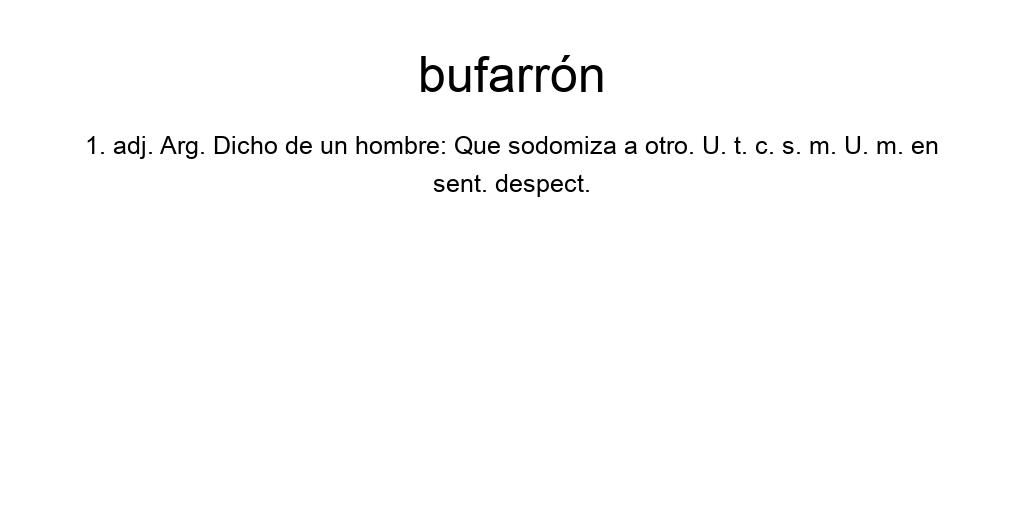 bufarrón
1. adj. Arg. Dicho de un hombre: Que sodomiza a otro. U. t. c. s. m. U. m. en
sent. despect.